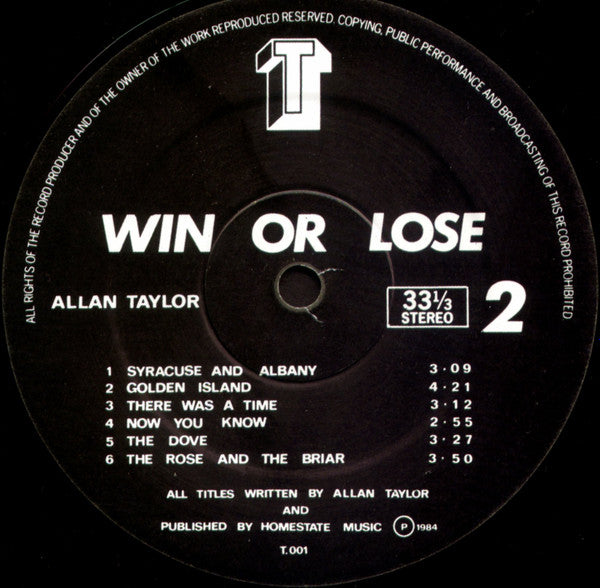 ALL RIGHTS OF THE RECORD PRODUCER AND OF THE OWNER OF THE WORK REPRODUCED RESERVED. COPYING, PUBLIC PERFORMANCE AND BROADCASTING OF THIS RECORD PROHIBITED
T
WIN OR LOSE
ALLAN TAYLOR
33⅓
STEREO
2
1 SYRACUSE AND ALBANY 3·09
2 GOLDEN ISLAND 4·21
3 THERE WAS A TIME 3·12
4 NOW YOU KNOW 2·55
5 THE DOVE 3·27
6 THE ROSE AND THE BRIAR 3·50
ALL TITLES WRITTEN BY ALLAN TAYLOR
AND
PUBLISHED BY HOMESTATE MUSIC Ⓟ 1984
T.001